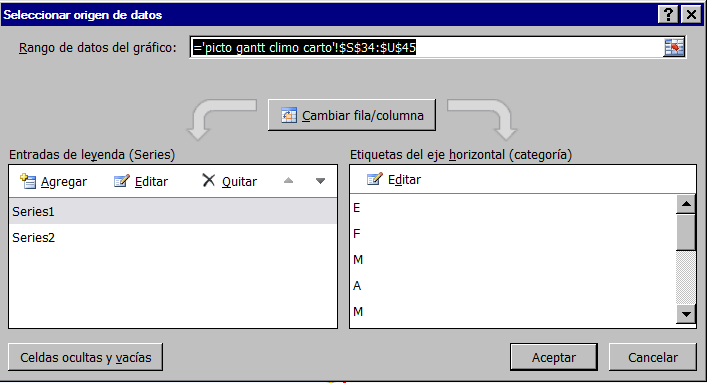 Seleccionar origen de datos
Rango de datos del gráfico: ='picto gantt climo carto'!$S$34:$U$45
Cambiar fila/columna
Entradas de leyenda (Series)
Agregar Editar Quitar
Series1
Series2
Etiquetas del eje horizontal (categoría)
Editar
E
F
M
A
M
Celdas ocultas y vacías
Aceptar Cancelar